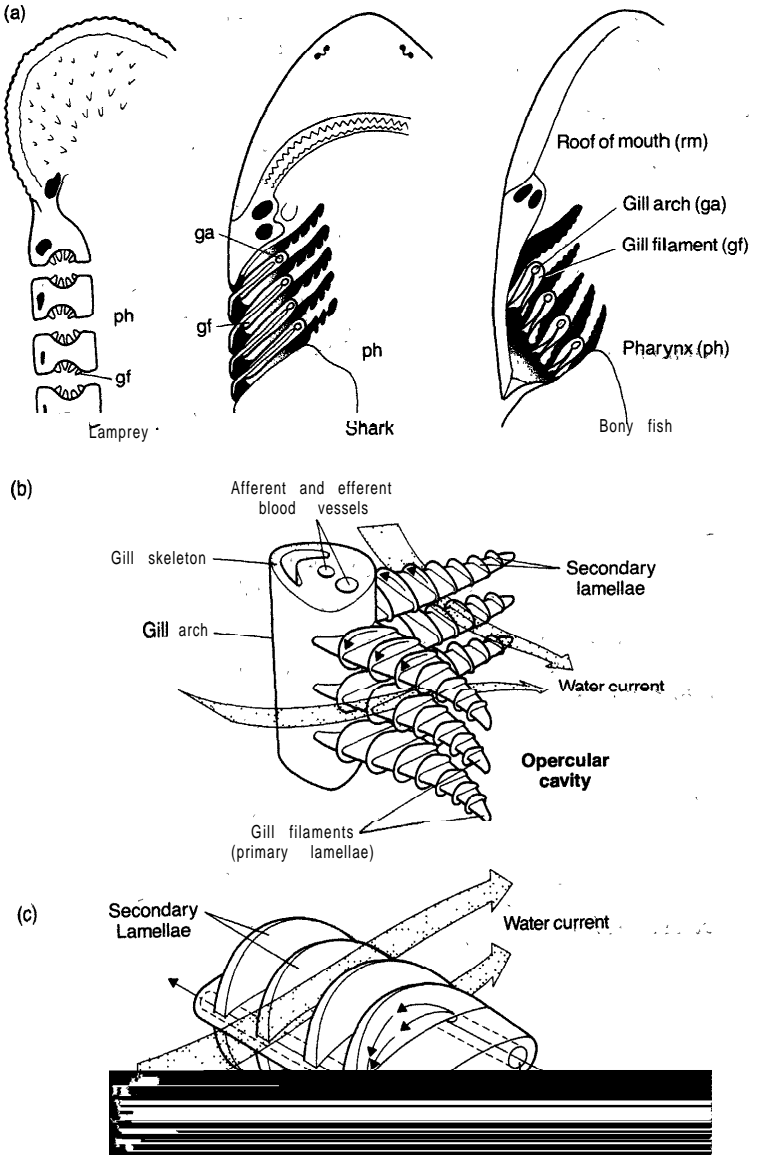 (a)
Roof of mouth (rm)
Gill arch (ga)
ga
Gill filament (gf)
ph
gf
ph
Pharynx (ph)
gf
Lamprey
Shark
Bony fish
(b)
Afferent and efferent
blood vessels
Gill skeleton
Secondary
lamellae
Gill arch
Water current
Opercular
cavity
Gill filaments
(primary lamellae)
(c)
Secondary
Lamellae
Water current